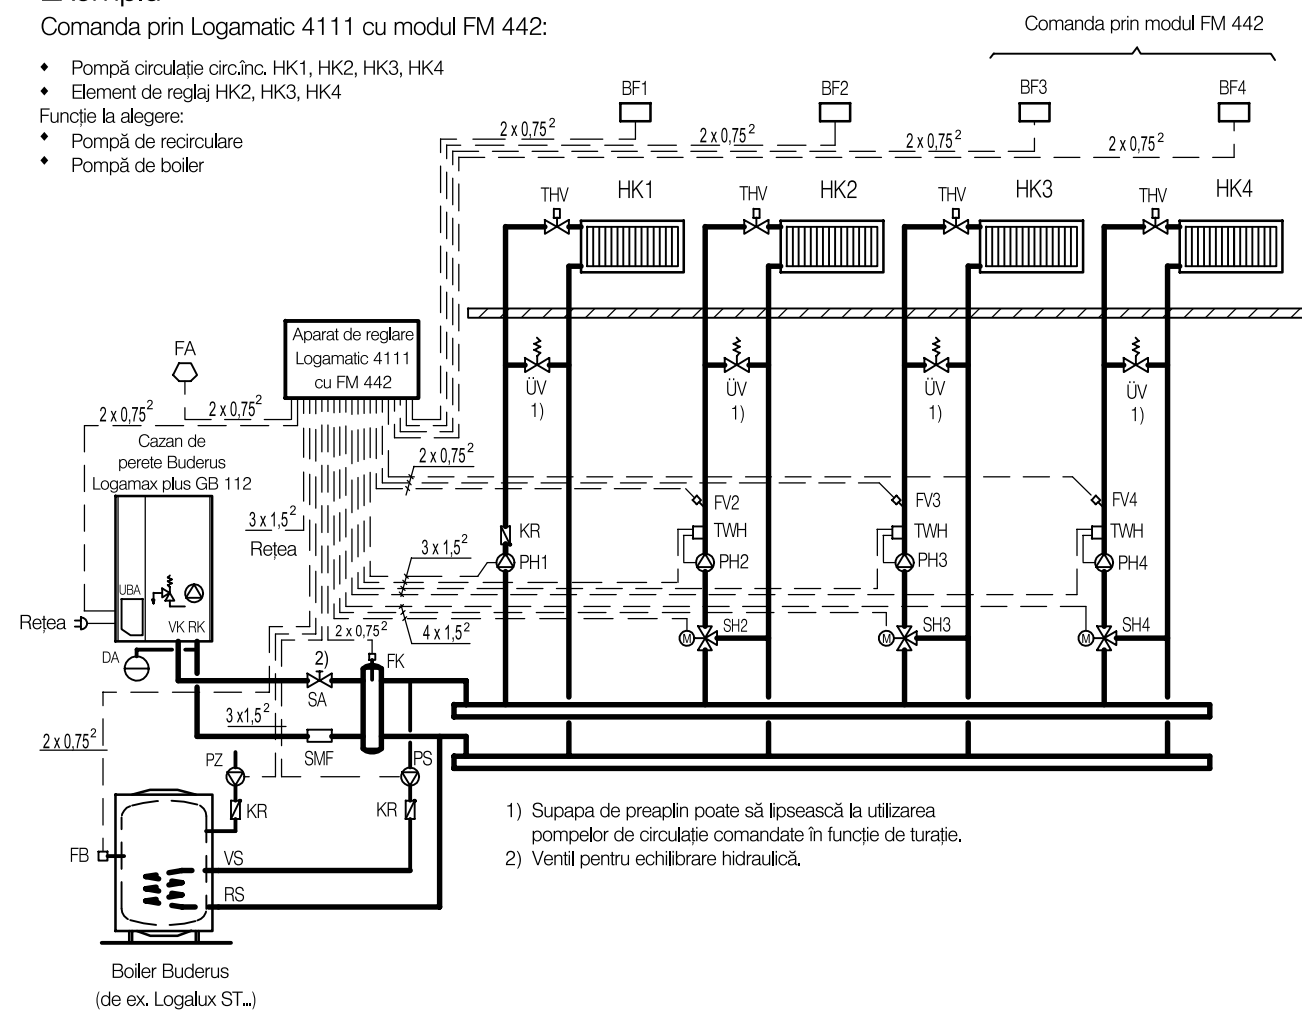 Comanda prin Logamatic 4111 cu modul FM 442:
◆ Pompă circulație circ.înc. HK1, HK2, HK3, HK4
◆ Element de reglaj HK2, HK3, HK4
Funcție la alegere:
◆ Pompă de recirculare
◆ Pompă de boiler
Comanda prin modul FM 442
BF1
BF2
BF3
BF4
2 x 0,75²
2 x 0,75²
2 x 0,75²
2 x 0,75²
THV
HK1
THV
HK2
THV
HK3
THV
HK4
Aparat de reglare
Logamatic 4111
cu FM 442
FA
ÜV
1)
ÜV
1)
ÜV
1)
ÜV
1)
2 x 0,75²
2 x 0,75²
Cazan de
perete Buderus
Logamax plus GB 112
2 x 0,75²
FV2
FV3
FV4
3 x 1,5²
Rețea
KR
TWH
TWH
TWH
3 x 1,5²
PH1
PH2
PH3
PH4
UBA
VK RK
Rețea
4 x 1,5²
2 x 0,75²
M
SH2
M
SH3
M
SH4
DA
2)
FK
SA
3 x1,5²
2 x 0,75²
SMF
PZ
PS
KR
KR
FB
VS
RS
1) Supapa de preaplin poate să lipsească la utilizarea
pompelor de circulație comandate în funcție de turație.
2) Ventil pentru echilibrare hidraulică.
Boiler Buderus
(de ex. Logalux ST...)